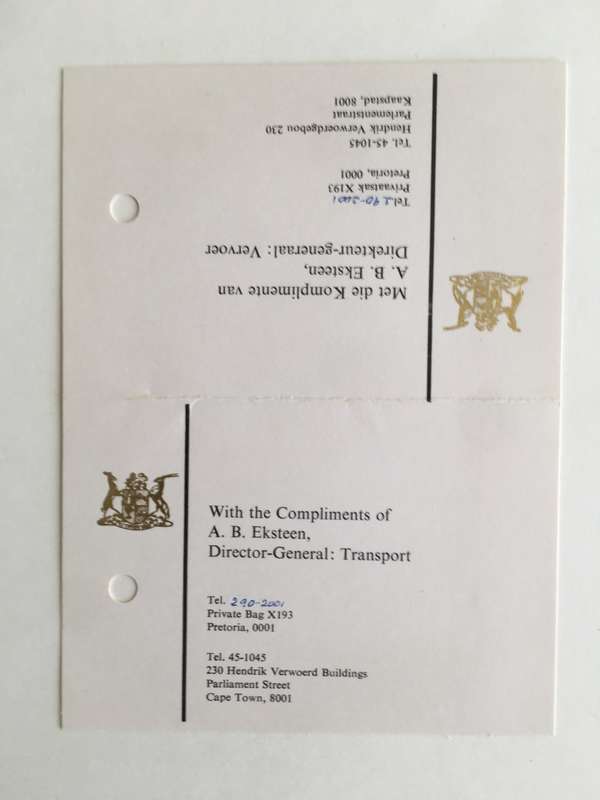 Met die Komplimente van
A. B. Eksteen,
Direkteur-generaal: Vervoer
Tel. 290-2001
Privaatsak X193
Pretoria, 0001
Tel. 45-1045
Hendrik Verwoerdgebou 230
Parlementstraat
Kaapstad, 8001
With the Compliments of
A. B. Eksteen,
Director-General: Transport
Tel. 290-2001
Private Bag X193
Pretoria, 0001
Tel. 45-1045
230 Hendrik Verwoerd Buildings
Parliament Street
Cape Town, 8001